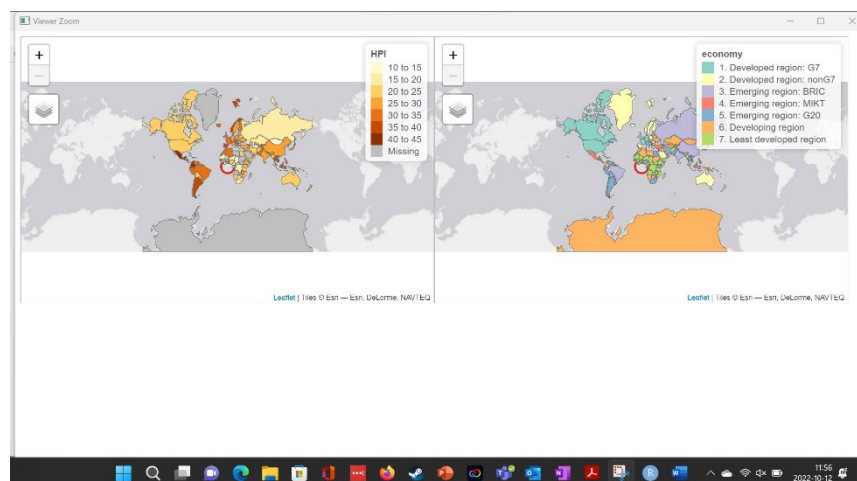 Viewer Zoom
+
−
HPI
10 to 15
15 to 20
20 to 25
25 to 30
30 to 35
35 to 40
40 to 45
Missing
Leaflet | Tiles © Esri — Esri, DeLorme, NAVTEQ
+
−
economy
1. Developed region: G7
2. Developed region: nonG7
3. Emerging region: BRIC
4. Emerging region: MIKT
5. Emerging region: G20
6. Developing region
7. Least developed region
Leaflet | Tiles © Esri — Esri, DeLorme, NAVTEQ
11:56
2022-10-12